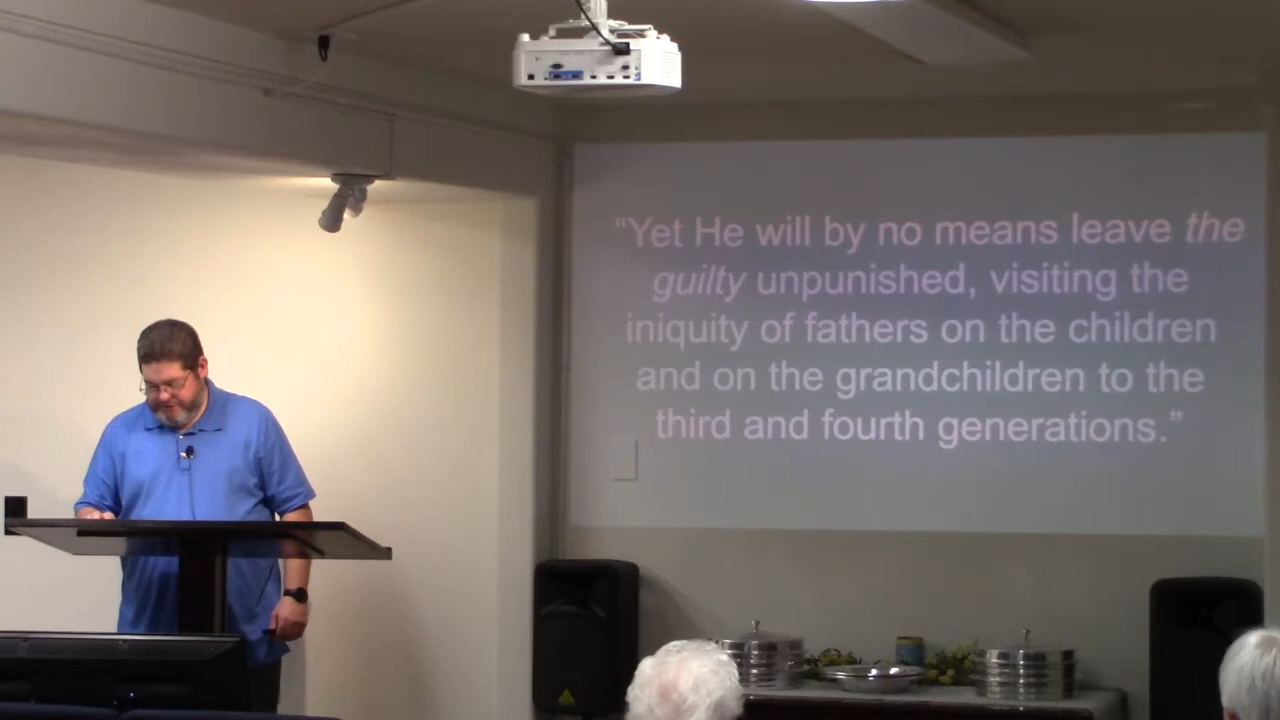 “Yet He will by no means leave the
guilty unpunished, visiting the
iniquity of fathers on the children
and on the grandchildren to the
third and fourth generations.”